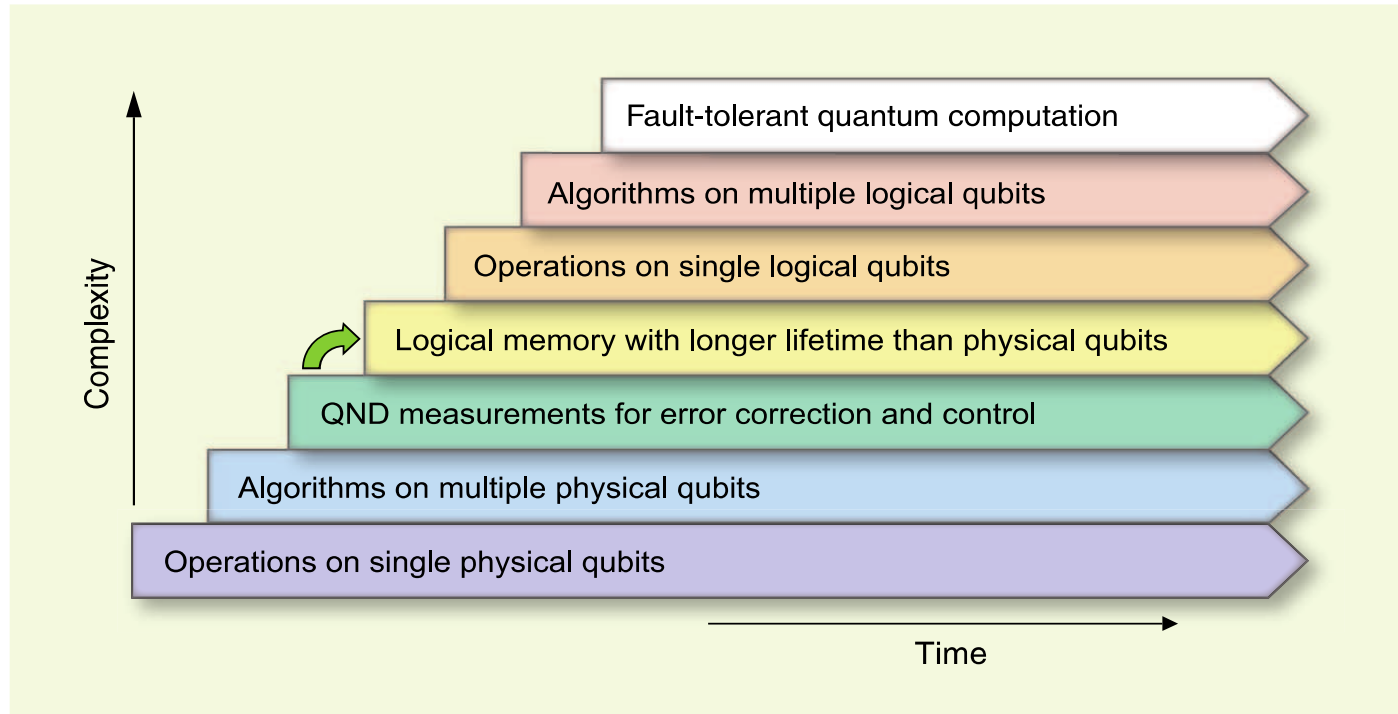 Fault-tolerant quantum computation
Algorithms on multiple logical qubits
Operations on single logical qubits
Logical memory with longer lifetime than physical qubits
QND measurements for error correction and control
Algorithms on multiple physical qubits
Operations on single physical qubits
Complexity
Time